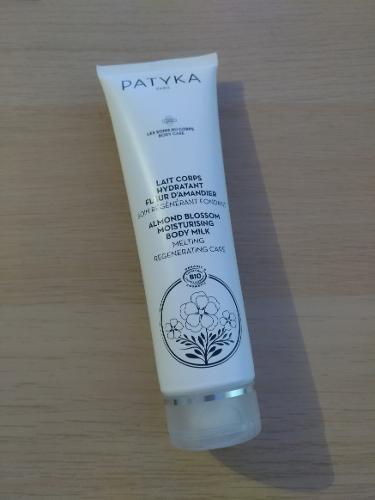 PATYKA
PARIS
LES SOINS DU CORPS
BODY CARE
LAIT CORPS
HYDRATANT
FLEUR D'AMANDIER
SOIN RÉGÉNÉRANT FONDANT
ALMOND BLOSSOM
MOISTURISING
BODY MILK
MELTING
REGENERATING CARE
BIO